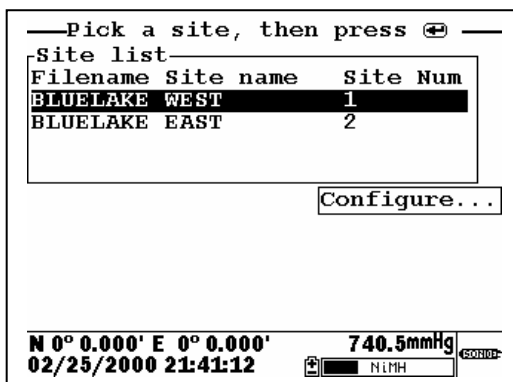 Pick a site, then press
Site list
Filename Site name Site Num
BLUELAKE WEST 1
BLUELAKE EAST 2
Configure...
N 0° 0.000' E 0° 0.000' 740.5mmHg
02/25/2000 21:41:12 NiMH
SONDE